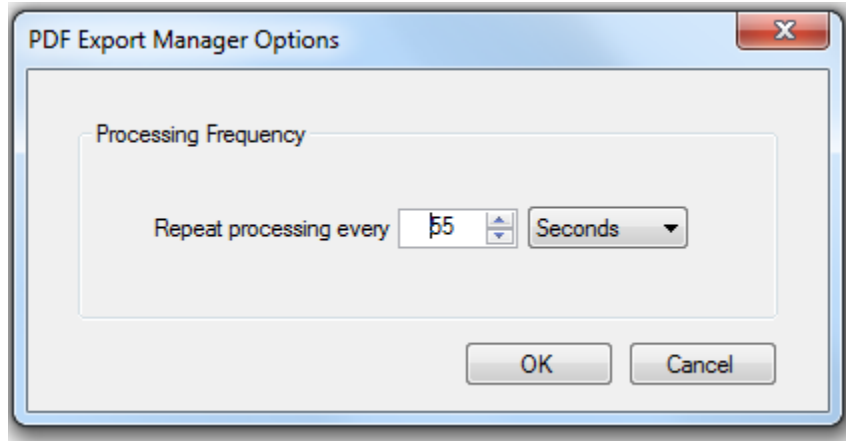 PDF Export Manager Options
Processing Frequency
Repeat processing every 55 Seconds
OK Cancel